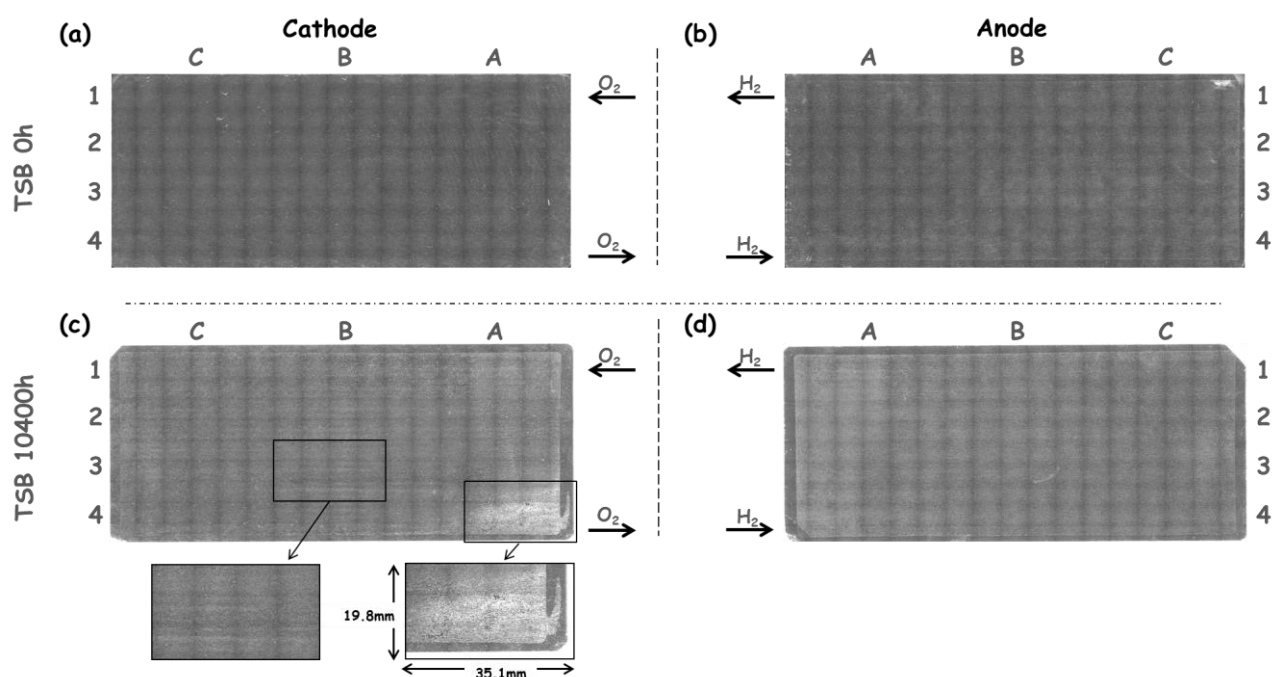 (a)
Cathode
(b)
Anode
C
B
A
A
B
C
TSB 0h
1
2
3
4
O₂
O₂
H₂
H₂
1
2
3
4
(c)
(d)
C
B
A
A
B
C
TSB 10400h
1
2
3
4
O₂
O₂
H₂
H₂
1
2
3
4
19.8mm
35.1mm